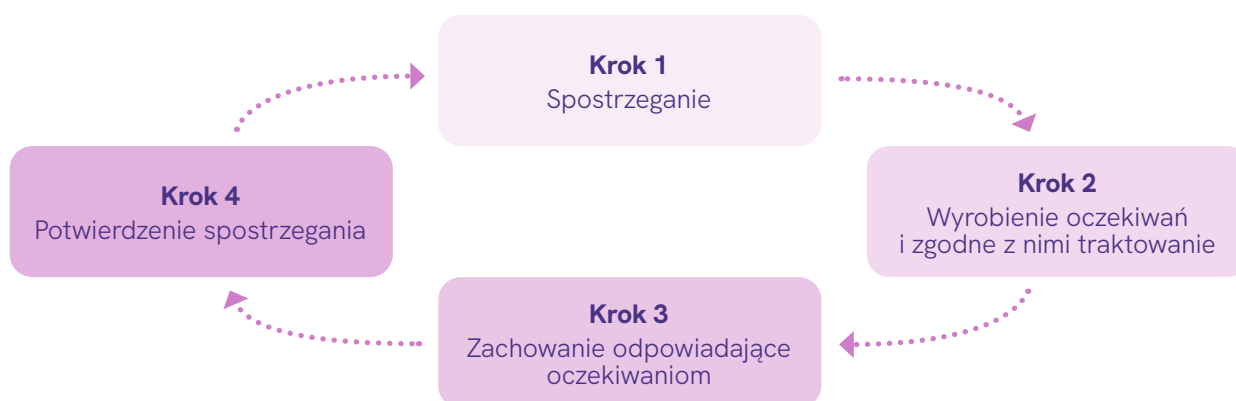 Krok 1
Spostrzeganie
Krok 2
Wyrobienie oczekiwań
i zgodne z nimi traktowanie
Krok 3
Zachowanie odpowiadające
oczekiwaniom
Krok 4
Potwierdzenie spostrzegania